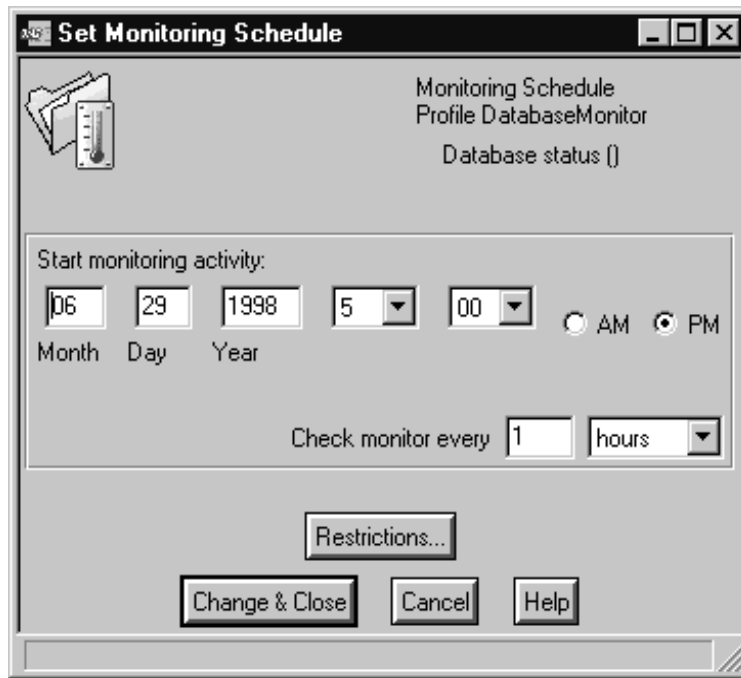 Set Monitoring Schedule
Monitoring Schedule
Profile DatabaseMonitor
Database status ()
Start monitoring activity:
06 29 1998 5 00 AM PM
Month Day Year
Check monitor every 1 hours
Restrictions...
Change & Close Cancel Help